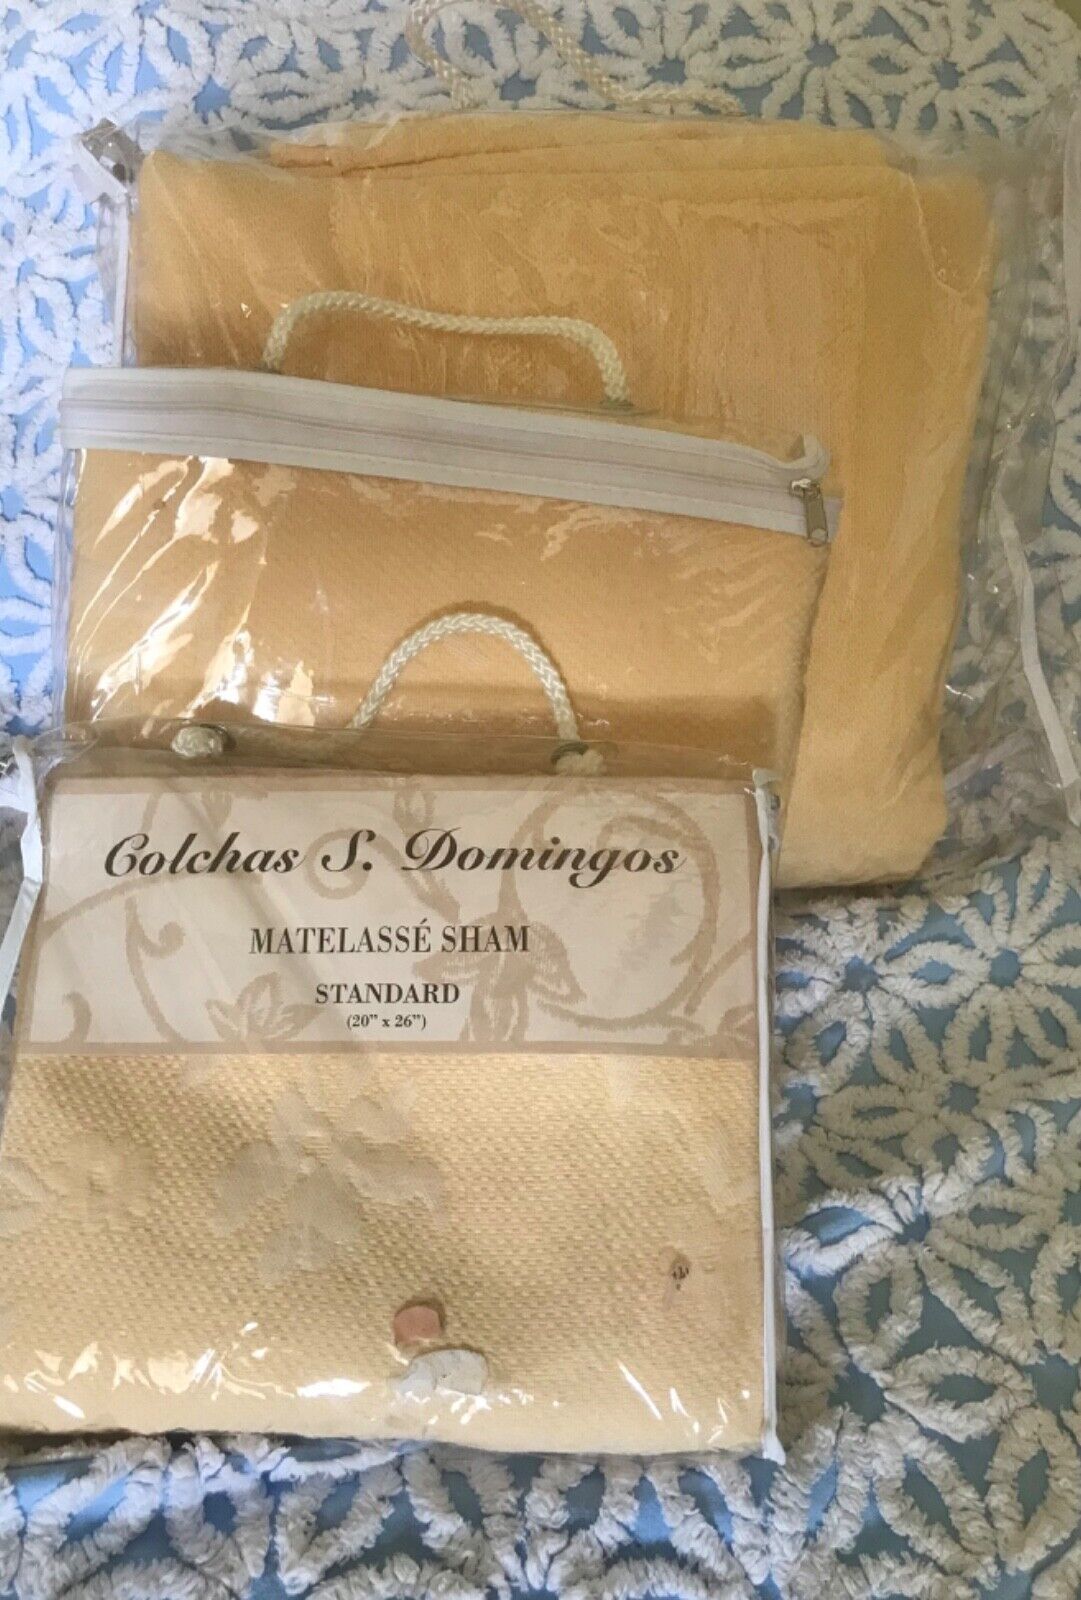 Colchas S. Domingos
MATELASSÉ SHAM
STANDARD
(20” x 26”)